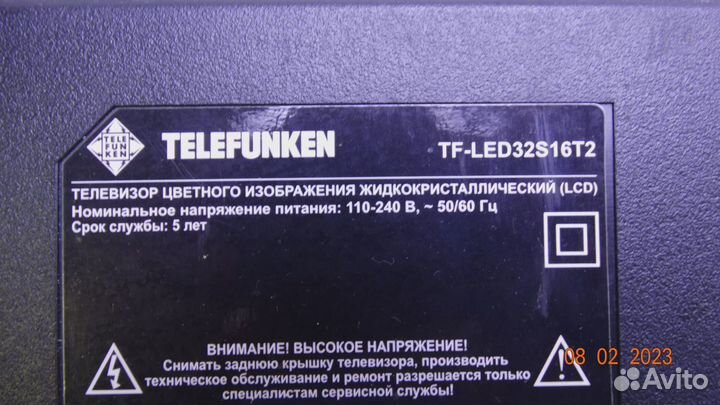 TELE
FUN
KEN
TELEFUNKEN
TF-LED32S16T2
ТЕЛЕВИЗОР ЦВЕТНОГО ИЗОБРАЖЕНИЯ ЖИДКОКРИСТАЛЛИЧЕСКИЙ (LCD)
Номинальное напряжение питания: 110-240 В, ~ 50/60 Гц
Срок службы: 5 лет
ВНИМАНИЕ! ВЫСОКОЕ НАПРЯЖЕНИЕ!
Снимать заднюю крышку телевизора, производить
техническое обслуживание и ремонт разрешается только
специалистам сервисной службы!
08 02 2023
Avito